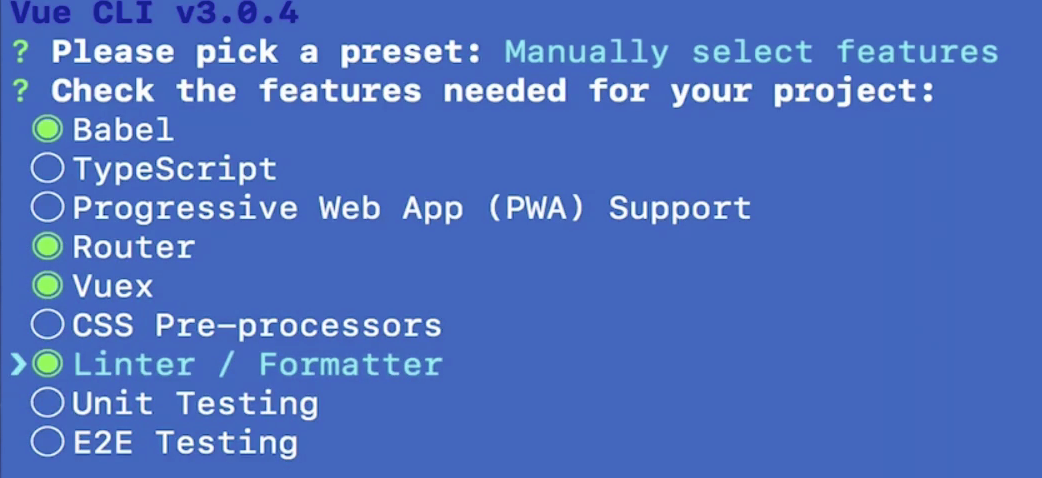 Vue CLI v3.0.4
? Please pick a preset: Manually select features
? Check the features needed for your project:
◉ Babel
◯ TypeScript
◯ Progressive Web App (PWA) Support
◉ Router
◉ Vuex
◯ CSS Pre-processors
❯◉ Linter / Formatter
◯ Unit Testing
◯ E2E Testing